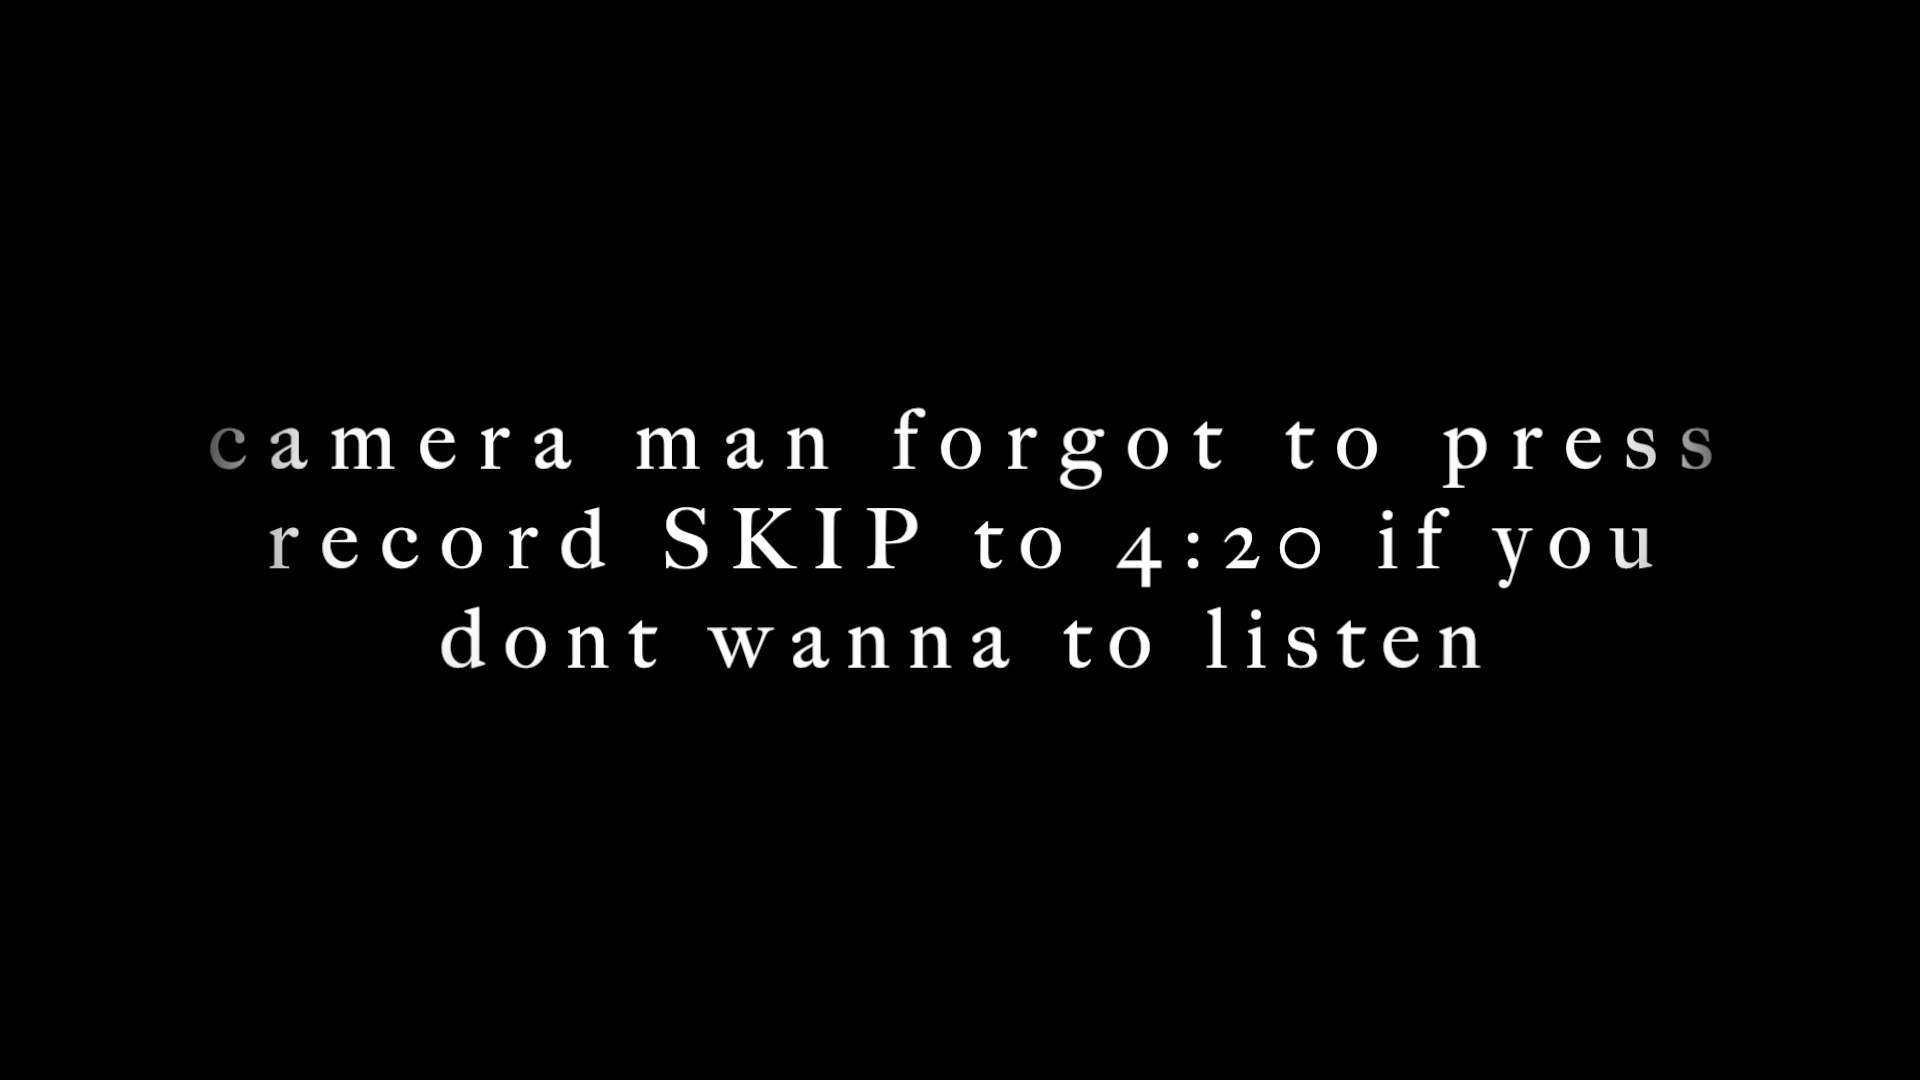 camera man forgot to press
record SKIP to 4:20 if you
dont wanna to listen